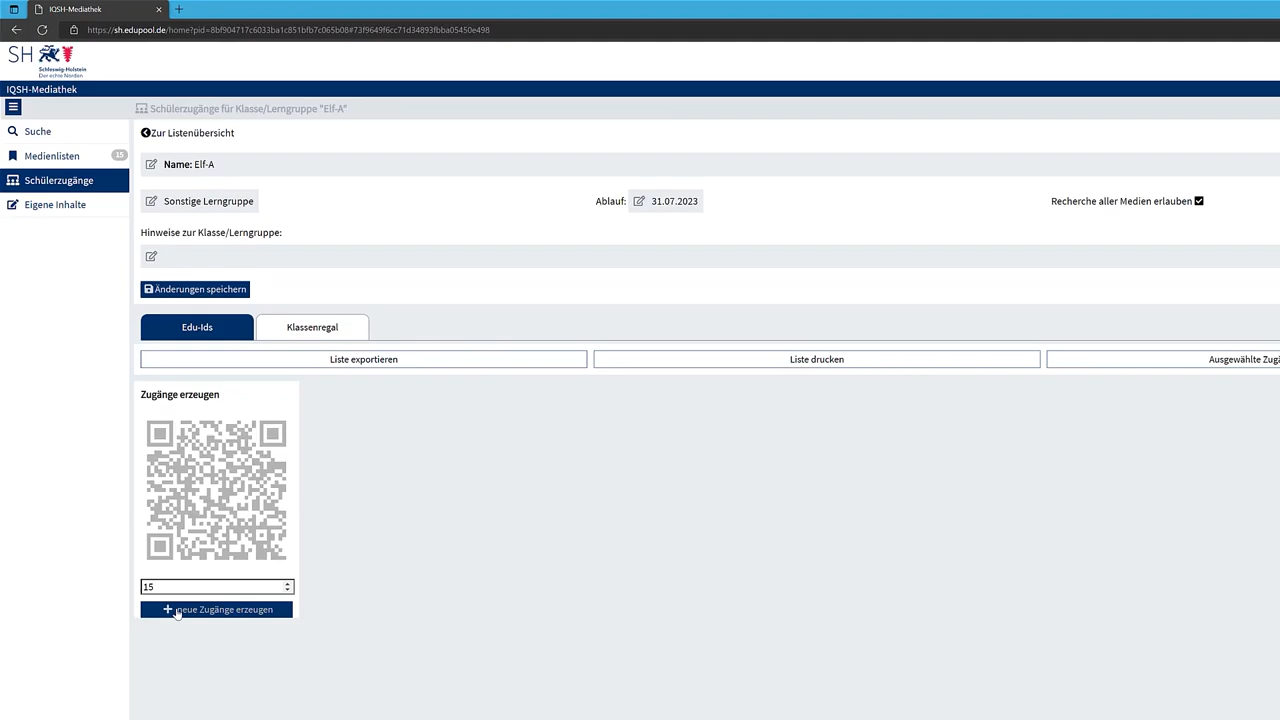 IQSH-Mediathek
https://sh.edupool.de/home?pid=8bf904717c6033ba1c851bfb7c065b08#73f9649f6cc71d34893fbba05450e498
SH
Schleswig-Holstein
Der echte Norden
IQSH-Mediathek
Schülerzugänge für Klasse/Lerngruppe "Elf-A"
Suche
Medienlisten 15
Schülerzugänge
Eigene Inhalte
Zur Listenübersicht
Name: Elf-A
Sonstige Lerngruppe
Ablauf: 31.07.2023
Recherche aller Medien erlauben
Hinweise zur Klasse/Lerngruppe:
Änderungen speichern
Edu-Ids
Klassenregal
Liste exportieren
Liste drucken
Ausgewählte
Zugänge erzeugen
15
neue Zugänge erzeugen